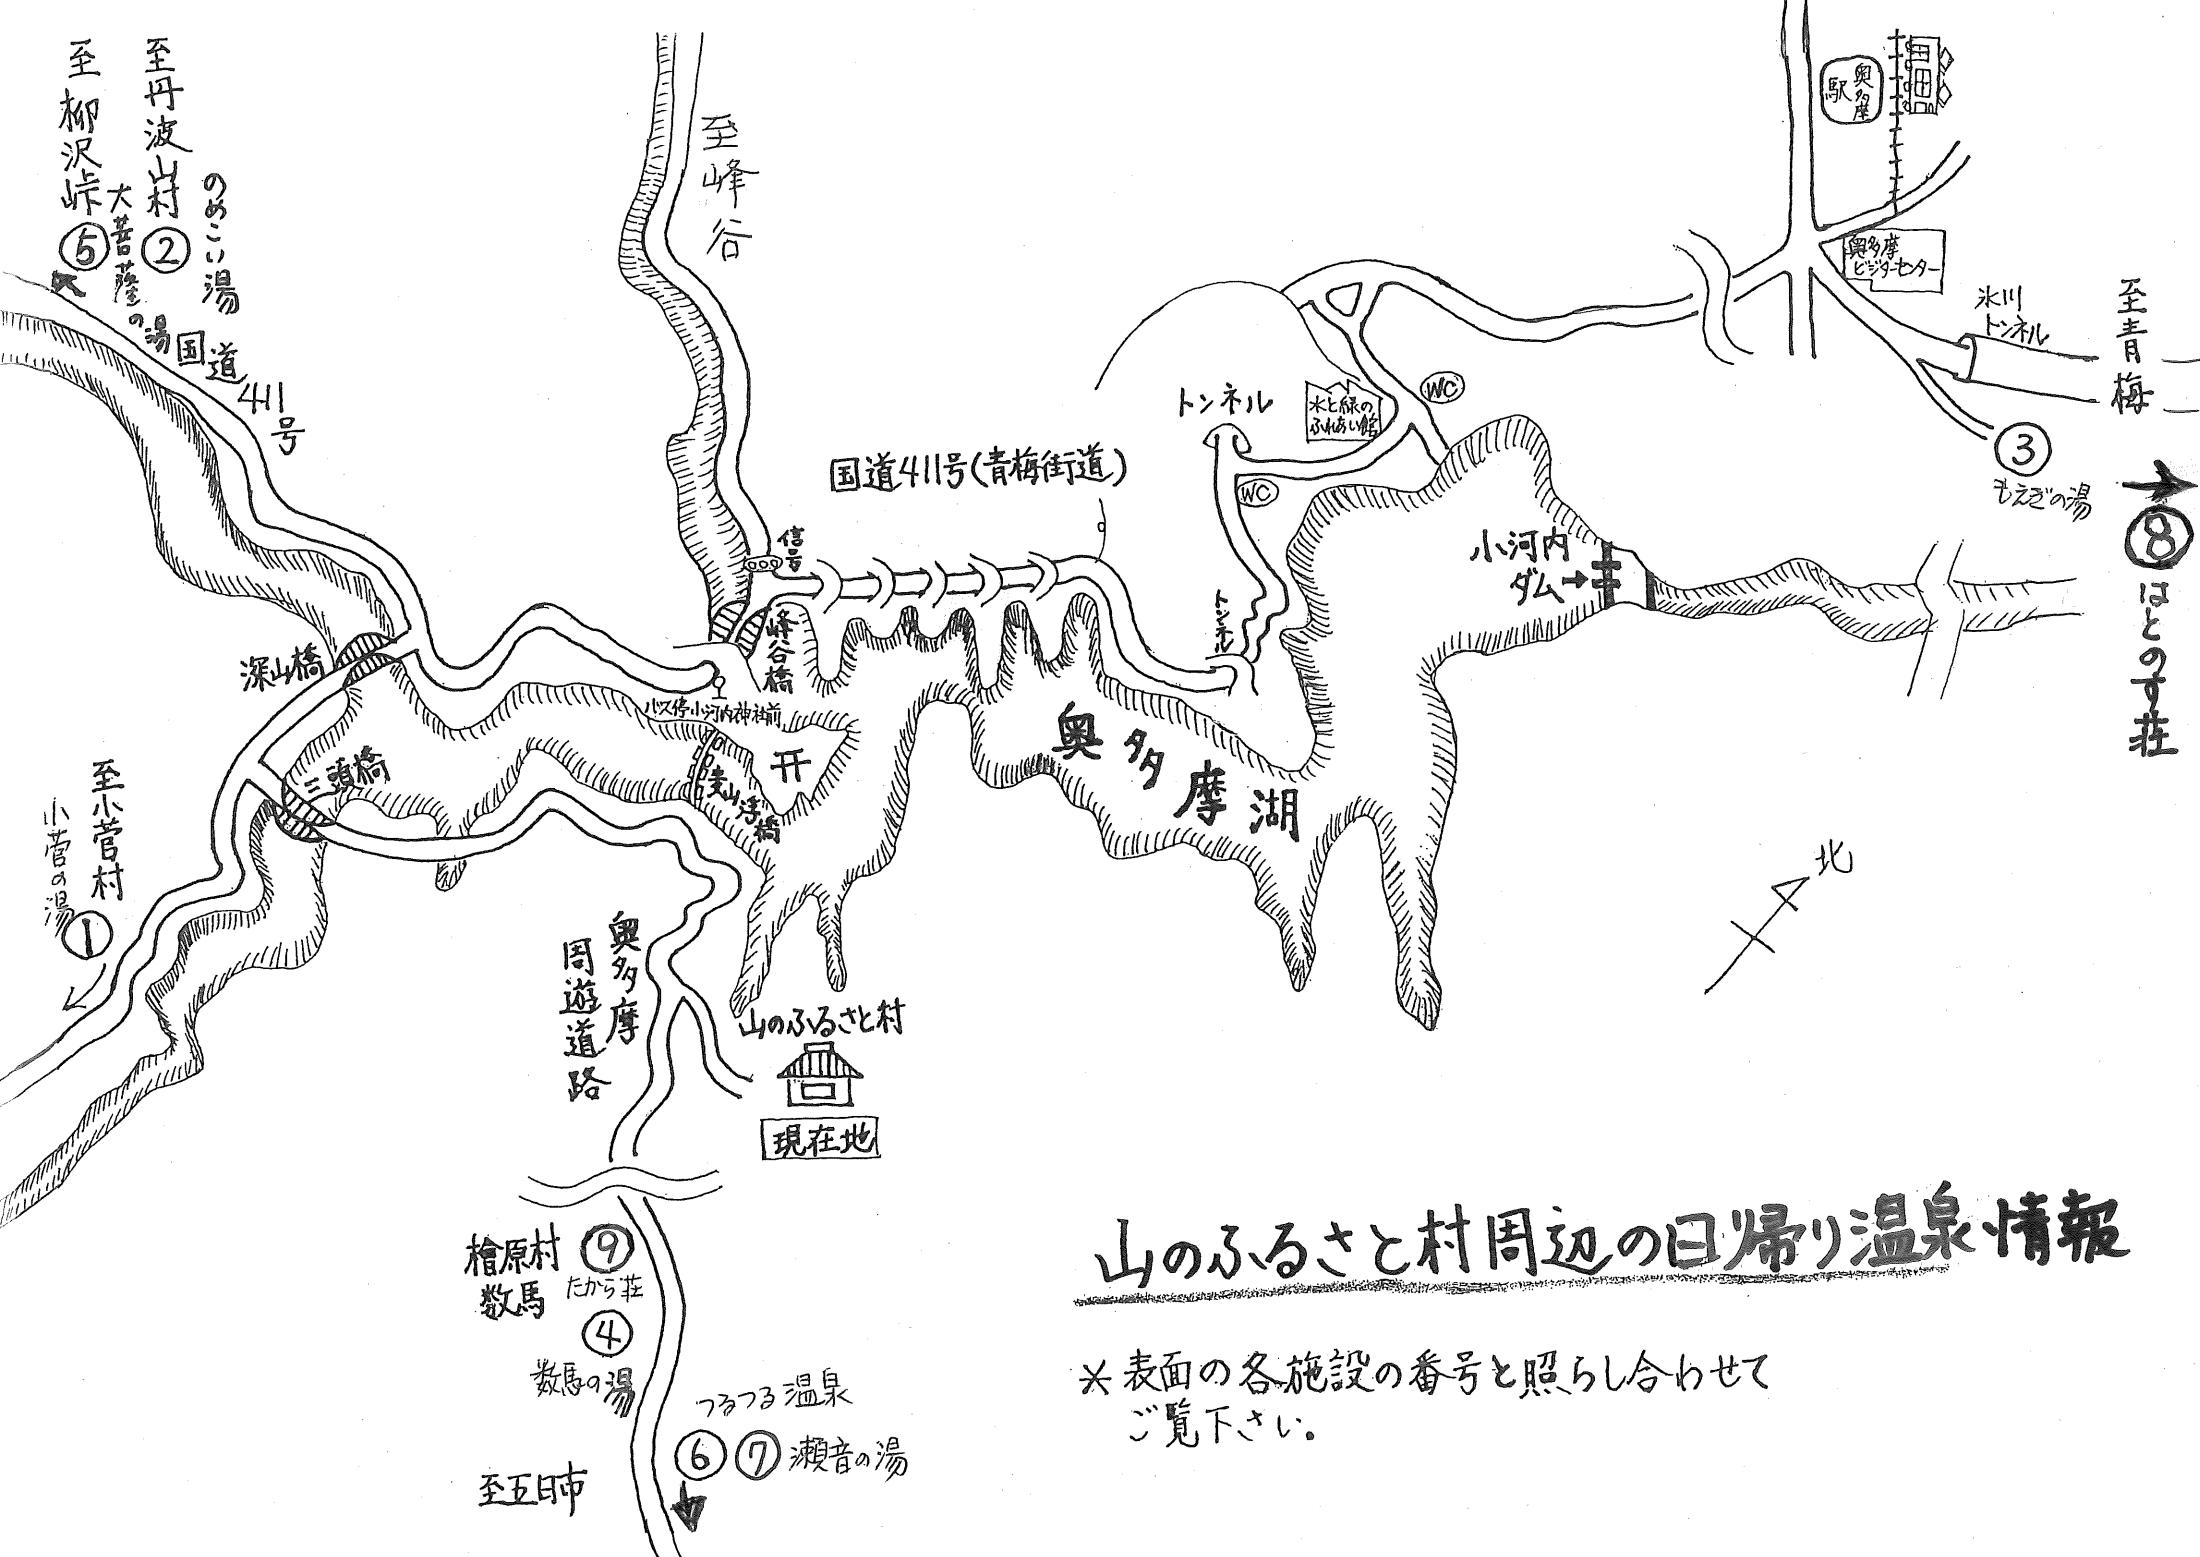 至柳沢峠
⑤
大菩薩の湯
至丹波山村
②
のめこい湯
国道411号
至峰谷
奥多摩駅
奥多摩
ビジターセンター
氷川
トンネル
至青梅
③
もえぎの湯
⑧
はとのす荘
WC
水と緑の
ふれあい館
トンネル
WC
国道411号(青梅街道)
信号
峰谷橋
トンネル
小河内
ダム→
深山橋
バス停小河内神社前
三頭橋
麦山浮橋
奥多摩湖
至小菅村
小菅の湯
①
北
奥多摩
周遊道路
山のふるさと村
現在地
檜原村
数馬
⑨
たから荘
④
数馬の湯
つるつる温泉
⑥ ⑦ 瀬音の湯
至五日市
山のふるさと村周辺の日帰り温泉情報
※表面の各施設の番号と照らし合わせて
ご覧下さい。